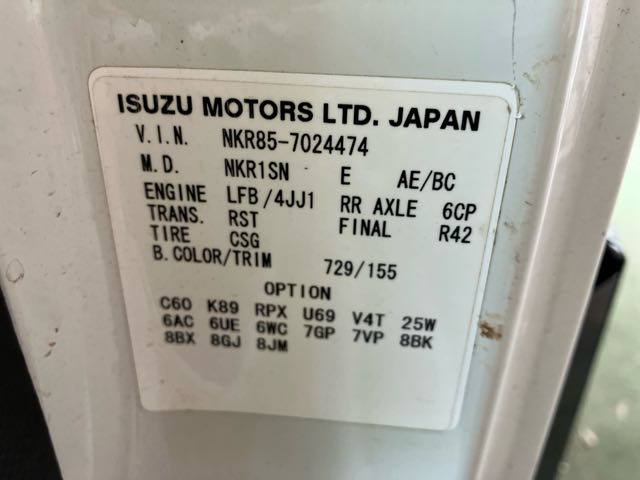 ISUZU MOTORS LTD. JAPAN
V.I.N. NKR85-7024474
M.D. NKR1SN E AE/BC
ENGINE LFB/4JJ1 RR AXLE 6CP
TRANS. RST FINAL R42
TIRE CSG
B.COLOR/TRIM 729/155
OPTION
C60 K89 RPX U69 V4T 25W
6AC 6UE 6WC 7GP 7VP 8BK
8BX 8GJ 8JM